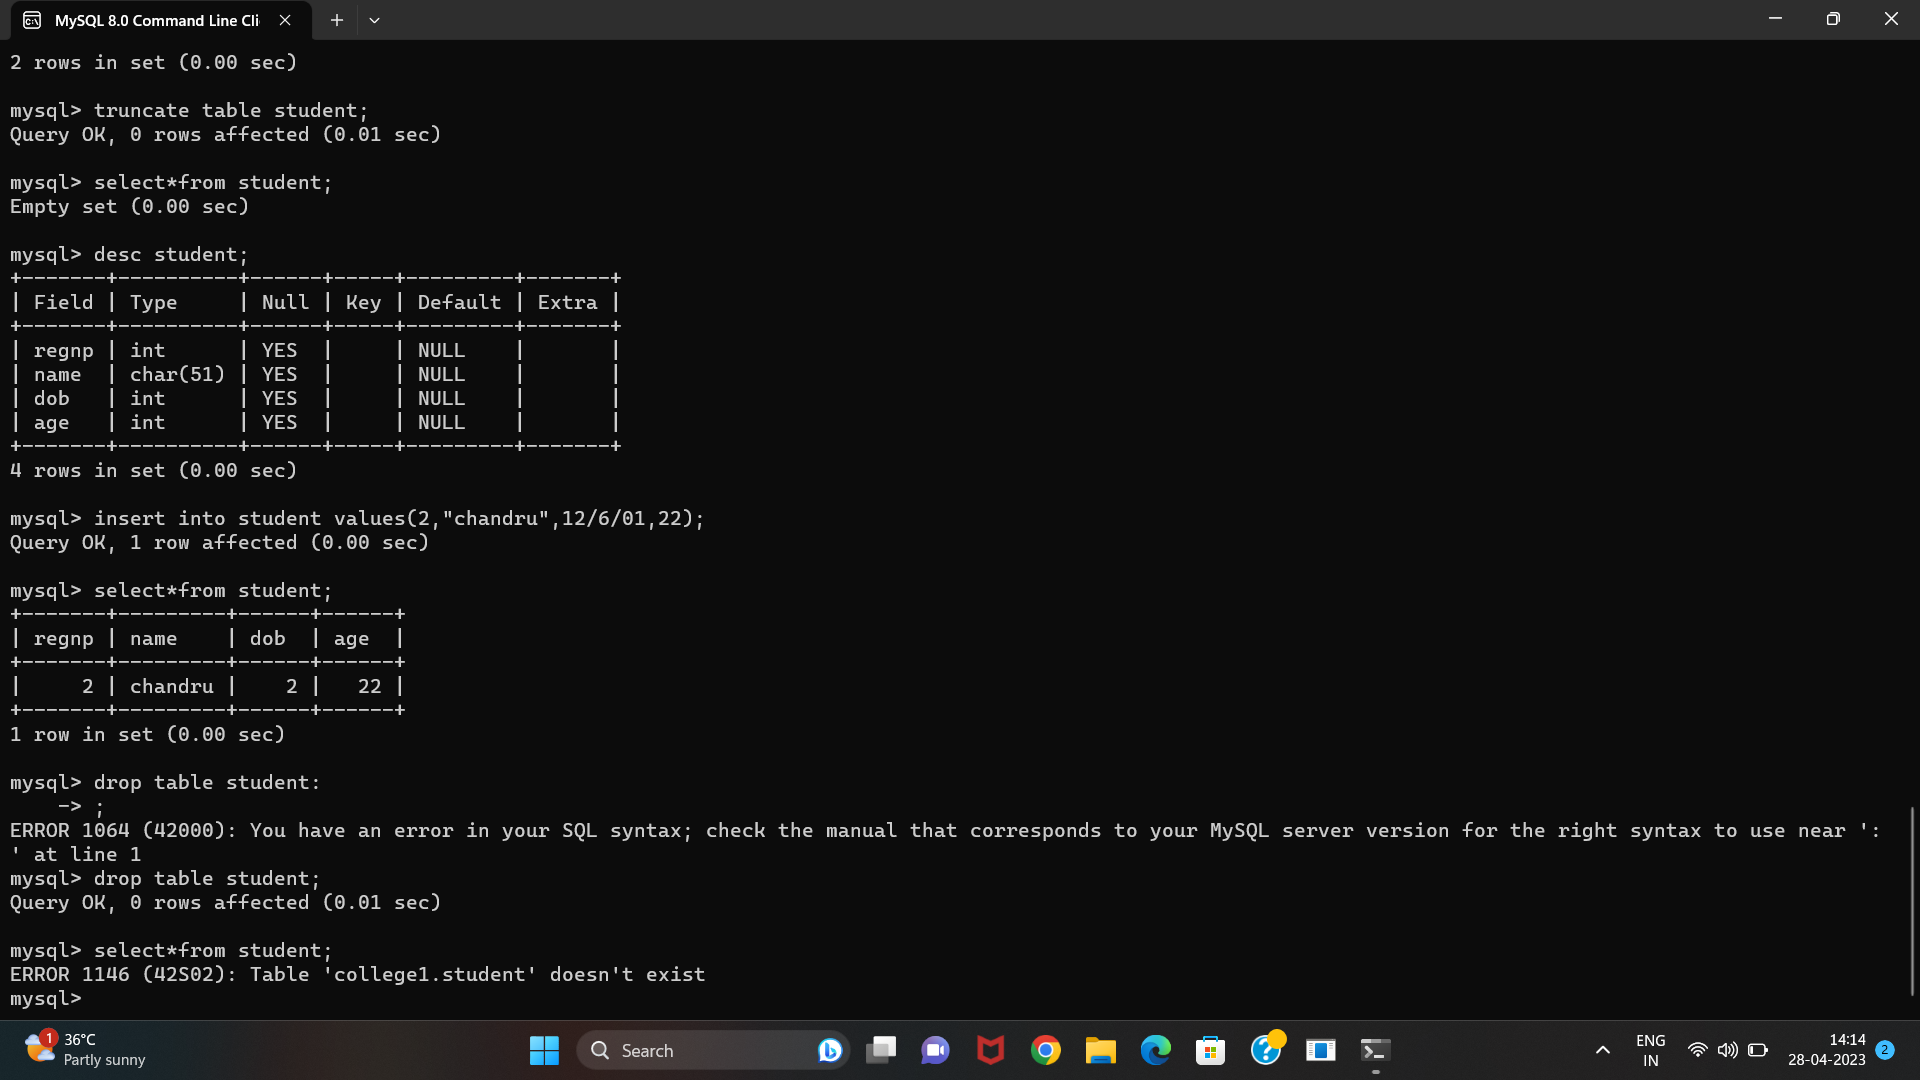 MySQL 8.0 Command Line Cli
2 rows in set (0.00 sec)
mysql> truncate table student;
Query OK, 0 rows affected (0.01 sec)
mysql> select*from student;
Empty set (0.00 sec)
mysql> desc student;
+-------+----------+------+-----+---------+-------+
| Field | Type     | Null | Key | Default | Extra |
+-------+----------+------+-----+---------+-------+
| regnp | int      | YES  |     | NULL    |       |
| name  | char(51) | YES  |     | NULL    |       |
| dob   | int      | YES  |     | NULL    |       |
| age   | int      | YES  |     | NULL    |       |
+-------+----------+------+-----+---------+-------+
4 rows in set (0.00 sec)
mysql> insert into student values(2,"chandru",12/6/01,22);
Query OK, 1 row affected (0.00 sec)
mysql> select*from student;
+-------+---------+------+------+
| regnp | name    | dob  | age  |
+-------+---------+------+------+
|     2 | chandru |    2 |   22 |
+-------+---------+------+------+
1 row in set (0.00 sec)
mysql> drop table student:
    -> ;
ERROR 1064 (42000): You have an error in your SQL syntax; check the manual that corresponds to your MySQL server version for the right syntax to use near ':
' at line 1
mysql> drop table student;
Query OK, 0 rows affected (0.01 sec)
mysql> select*from student;
ERROR 1146 (42S02): Table 'college1.student' doesn't exist
mysql>
1
36°C
Partly sunny
Search
ENG
IN
14:14
28-04-2023
2